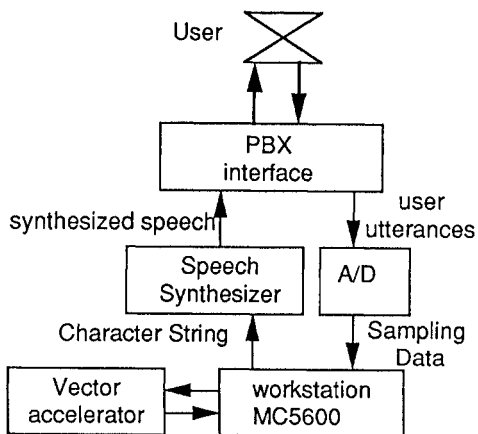 User
PBX
interface
synthesized speech
user
utterances
Speech
Synthesizer
A/D
Character String
Sampling
Data
Vector
accelerator
workstation
MC5600